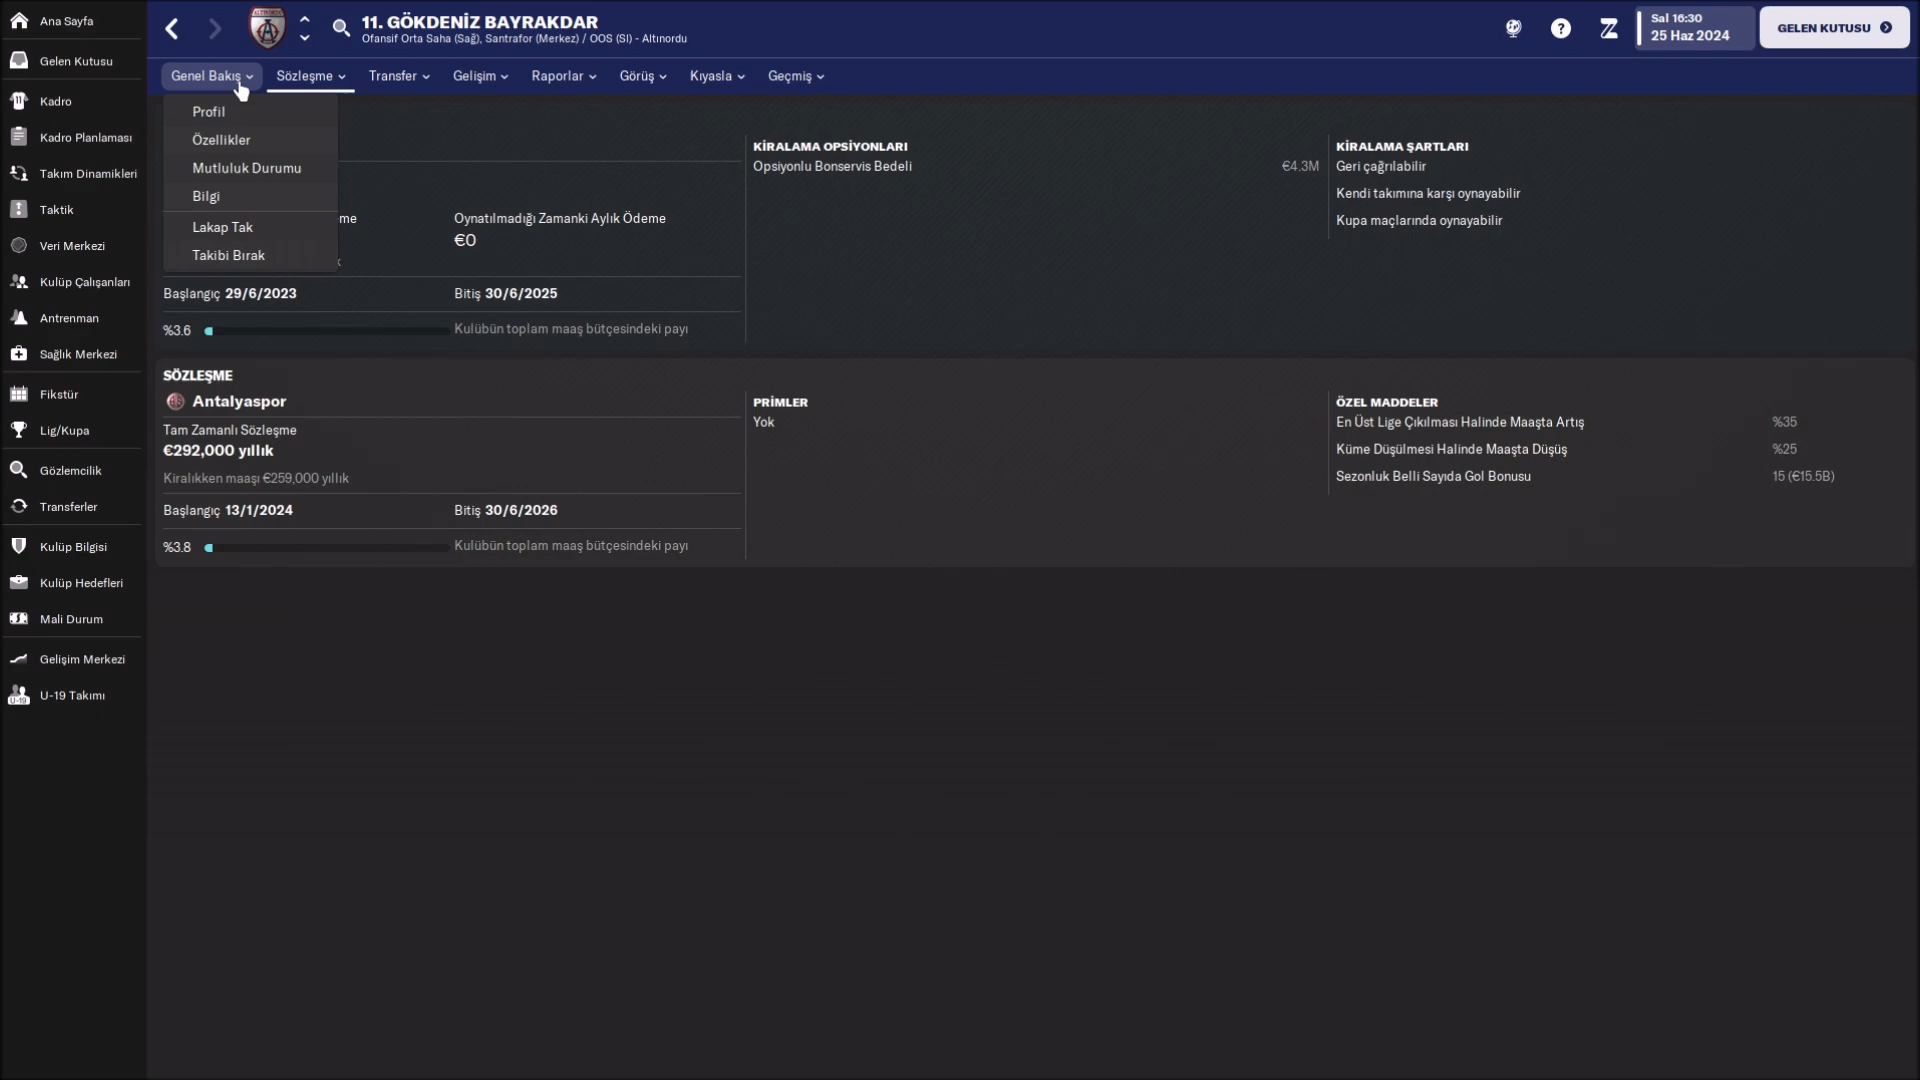 Ana Sayfa
Gelen Kutusu
Kadro
Kadro Planlaması
Takım Dinamikleri
Taktik
Veri Merkezi
Kulüp Çalışanları
Antrenman
Sağlık Merkezi
Fikstür
Lig/Kupa
Gözlemcilik
Transferler
Kulüp Bilgisi
Kulüp Hedefleri
Mali Durum
Gelişim Merkezi
U-19 Takımı
11. GÖKDENİZ BAYRAKDAR
Ofansif Orta Saha (Sağ), Santrafor (Merkez) / OOS (Sl) - Altınordu
Sal 16:30
25 Haz 2024
GELEN KUTUSU
Genel Bakış Sözleşme Transfer Gelişim Raporlar Görüş Kıyasla Geçmiş
Profil
Özellikler
Mutluluk Durumu
Bilgi
Lakap Tak
Takibi Bırak
me
Oynatılmadığı Zamanki Aylık Ödeme
€0
Başlangıç 29/6/2023 Bitiş 30/6/2025
%3.6 Kulübün toplam maaş bütçesindeki payı
KİRALAMA OPSİYONLARI
Opsiyonlu Bonservis Bedeli €4.3M
KİRALAMA ŞARTLARI
Geri çağrılabilir
Kendi takımına karşı oynayabilir
Kupa maçlarında oynayabilir
SÖZLEŞME
Antalyaspor
Tam Zamanlı Sözleşme
€292,000 yıllık
Kiralıkken maaşı €259,000 yıllık
Başlangıç 13/1/2024 Bitiş 30/6/2026
%3.8 Kulübün toplam maaş bütçesindeki payı
PRİMLER
Yok
ÖZEL MADDELER
En Üst Lige Çıkılması Halinde Maaşta Artış %35
Küme Düşülmesi Halinde Maaşta Düşüş %25
Sezonluk Belli Sayıda Gol Bonusu 15 (€15.5B)